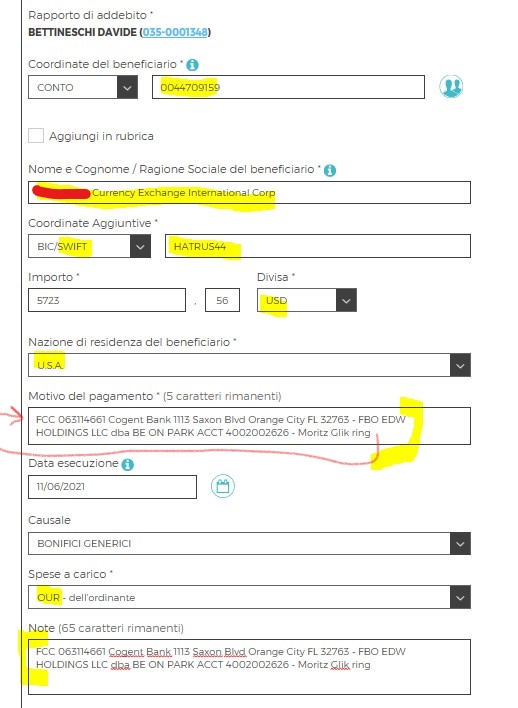 Rapporto di addebito *
BETTINESCHI DAVIDE (035-0001348)
Coordinate del beneficiario *
CONTO 0044709159
Aggiungi in rubrica
Nome e Cognome / Ragione Sociale del beneficiario *
Currency Exchange International Corp
Coordinate Aggiuntive *
BIC/SWIFT HATRUS44
Importo * Divisa *
5723 , 56 USD
Nazione di residenza del beneficiario *
U.S.A.
Motivo del pagamento * (5 caratteri rimanenti)
FCC 063114661 Cogent Bank 1113 Saxon Blvd Orange City FL 32763 - FBO EDW
HOLDINGS LLC dba BE ON PARK ACCT 4002002626 - Moritz Glik ring
Data esecuzione
11/06/2021
Causale
BONIFICI GENERICI
Spese a carico *
OUR - dell'ordinante
Note (65 caratteri rimanenti)
FCC 063114661 Cogent Bank 1113 Saxon Blvd Orange City FL 32763 - FBO EDW
HOLDINGS LLC dba BE ON PARK ACCT 4002002626 - Moritz Glik ring